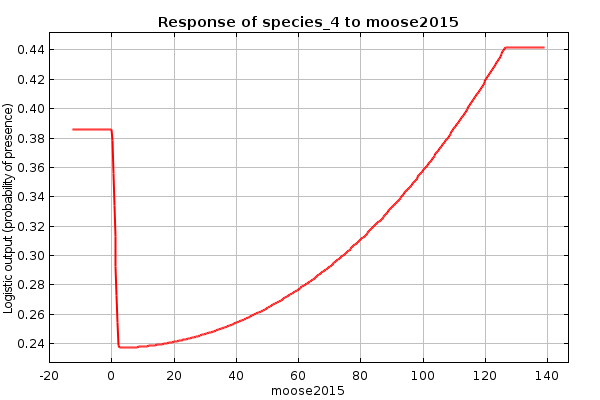 Response of species_4 to moose2015
Logistic output (probability of presence)
0.44
0.42
0.40
0.38
0.36
0.34
0.32
0.30
0.28
0.26
0.24
-20 0 20 40 60 80 100 120 140
moose2015